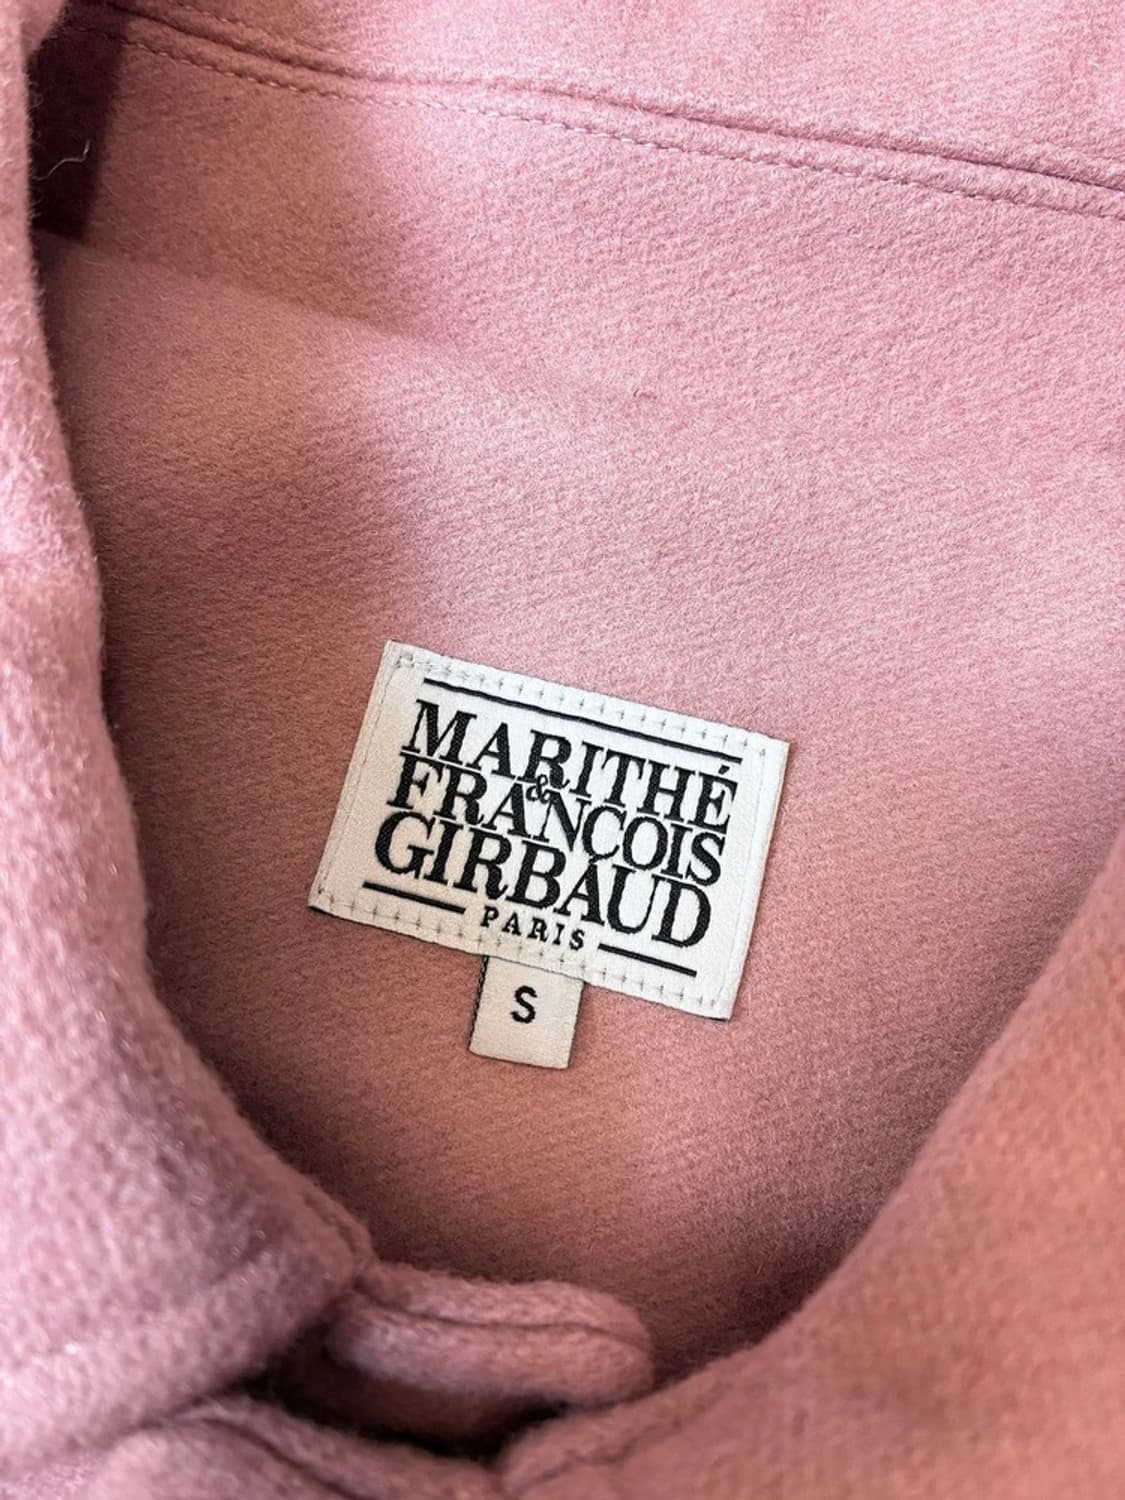 MARITHÉ
&
FRANÇOIS
GIRBAUD
PARIS
S